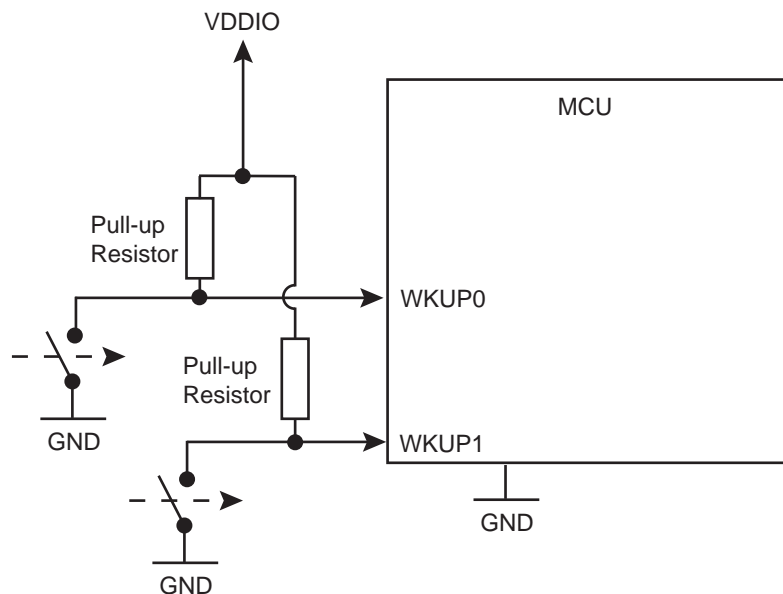 VDDIO
MCU
Pull-up
Resistor
WKUP0
Pull-up
Resistor
GND
WKUP1
GND
GND